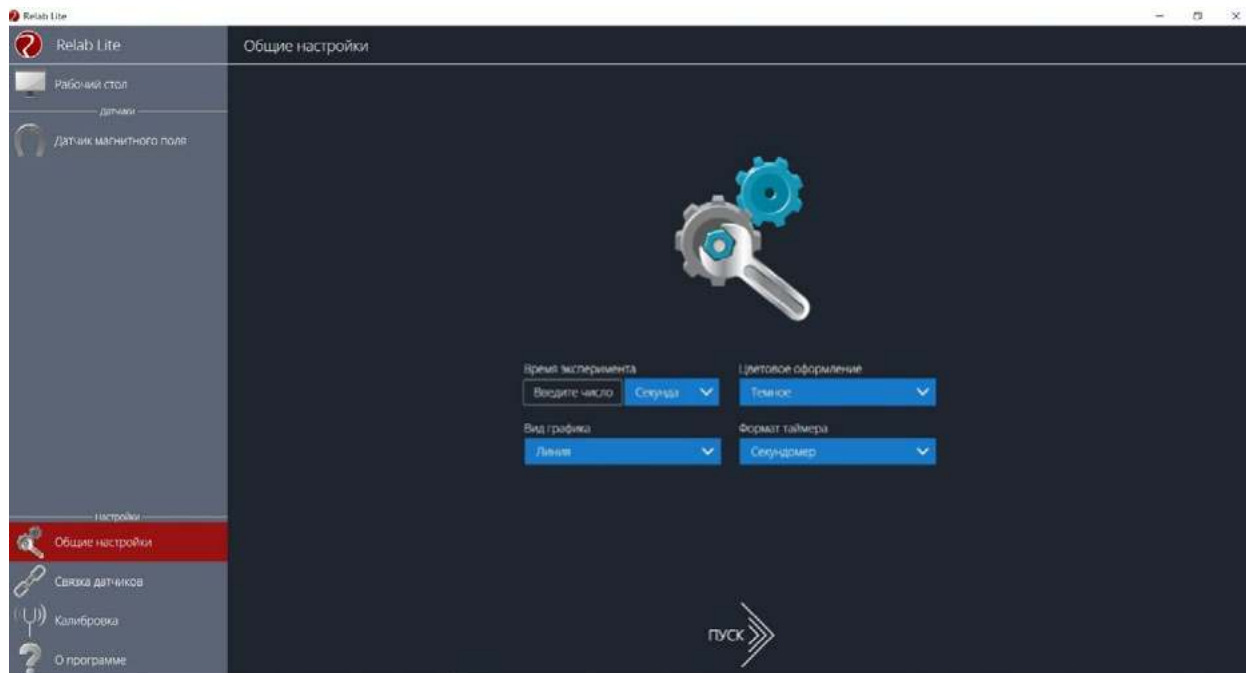 Relab Lite
Relab Lite
Общие настройки
Рабочий стол
Датчики
Датчик магнитного поля
Время эксперимента
Цветовое оформление
Введите число
Секунда
Темное
Вид графика
Формат таймера
Линия
Секундомер
Настройки
Общие настройки
Связка датчиков
Калибровка
О программе
ПУСК